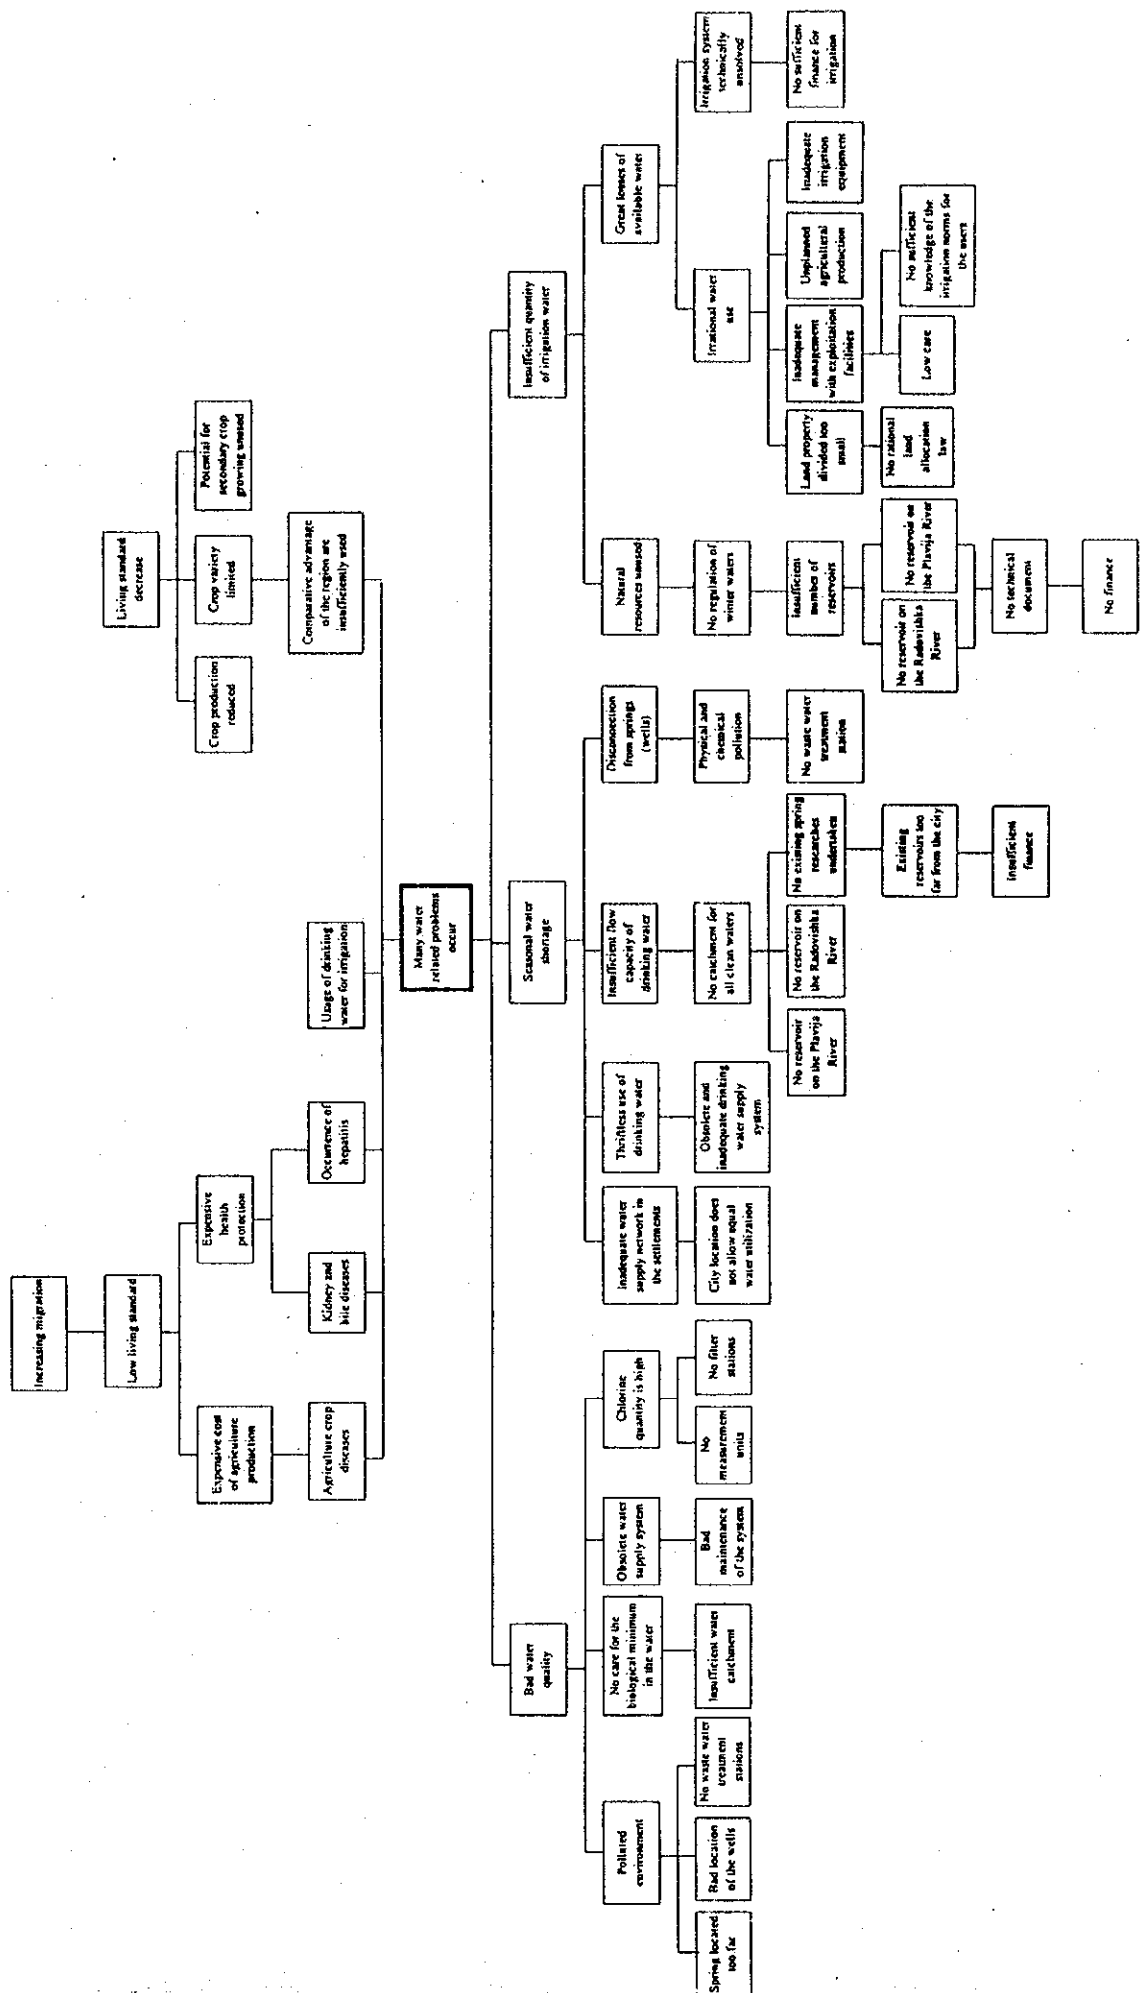 Increasing migration
Low living standard
Living standard
decrease
Expensive cost
of agriculture
production
Expensive
health
protection
Crop production
reduced
Crop variety
limited
Potential for
secondary crop
growing unused
Agriculture crop
diseases
Kidney and
bile diseases
Occurrence of
hepatitis
Usage of drinking
water for irrigation
Comparative advantage
of the region are
insufficiently used
Many water
related problems
occur
Bad water
quality
Seasonal water
shortage
Insufficient quantity
of irrigation water
Polluted
environment
No care for the
biological minimum
in the water
Obsolete water
supply system
Chlorine
quantity is high
Inadequate water
supply network in
the settlements
Thriftless use of
drinking water
Insufficient flow
capacity of
drinking water
Disconnection
from springs
(wells)
Natural
resources unused
Great losses of
available water
Spring located
too far
Bad location
of the wells
No waste water
treatment
stations
Insufficient water
catchment
Bad
maintenance
of the system
No
measurement
units
No filter
stations
City location does
not allow equal
water utilization
Obsolete and
inadequate drinking
water supply
system
No catchment for
all clean waters
Physical and
chemical
pollution
No regulation of
winter waters
Irrational water
use
Irrigation system
technically
unsolved
No reservoir
on the Plavija
River
No reservoir on
the Radovishka
River
No existing spring
researches
undertaken
No waste water
treatment
station
Insufficient
number of
reservoirs
Land property
divided too
small
Inadequate
management
with exploitation
facilities
Unplanned
agricultural
production
Inadequate
irrigation
equipment
No sufficient
finance for
irrigation
Existing
reservoirs too
far from the city
No reservoir on
the Radovishka
River
No reservoir on
the Plavija River
No rational
land
allocation
law
Low care
No sufficient
knowledge of the
irrigation norms for
the users
Insufficient
finance
No technical
document
No finance